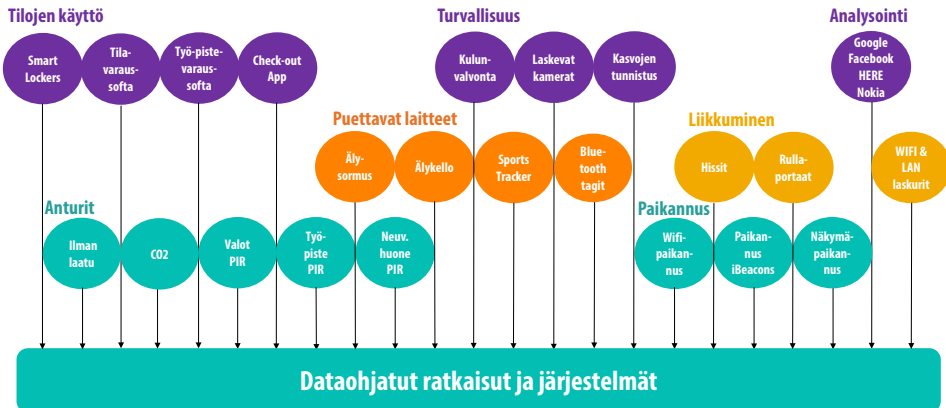 Tilojen käyttö
Turvallisuus
Analysointi
Smart
Lockers
Tila-
varaus-
softa
Työ-piste-
varaus-
softa
Check-out
App
Kulun-
valvonta
Laskevat
kamerat
Kasvojen
tunnistus
Google
Facebook
HERE
Nokia
Puettavat laitteet
Liikkuminen
Äly-
sormus
Älykello
Sports
Tracker
Blue-
tooth
tagit
Hissit
Rulla-
portaat
WIFI &
LAN
laskurit
Anturit
Paikannus
Ilman
laatu
CO2
Valot
PIR
Työ-
piste
PIR
Neuv.
huone
PIR
Wifi-
paikan-
nus
Paikan-
nus
iBeacons
Näkymä-
paikan-
nus
Dataohjatut ratkaisut ja järjestelmät